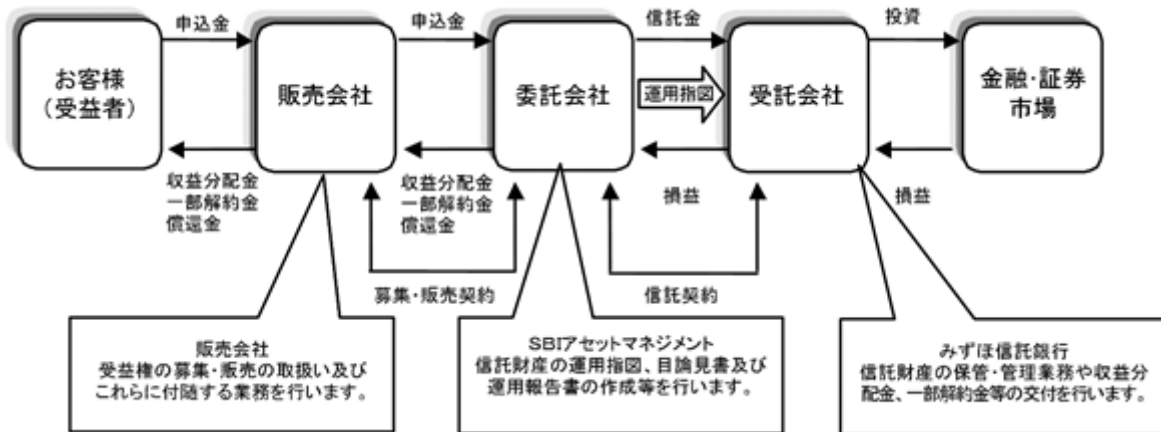 申込金
申込金
信託金
投資
お客様
(受益者)
販売会社
委託会社
運用指図
受託会社
金融・証券
市場
収益分配金
一部解約金
償還金
収益分配金
一部解約金
償還金
損益
損益
募集・販売契約
信託契約
販売会社
受益権の募集・販売の取扱い及び
これらに付随する業務を行います。
SBIアセットマネジメント
信託財産の運用指図、目論見書及び
運用報告書の作成等を行います。
みずほ信託銀行
信託財産の保管・管理業務や収益分
配金、一部解約金等の交付を行います。